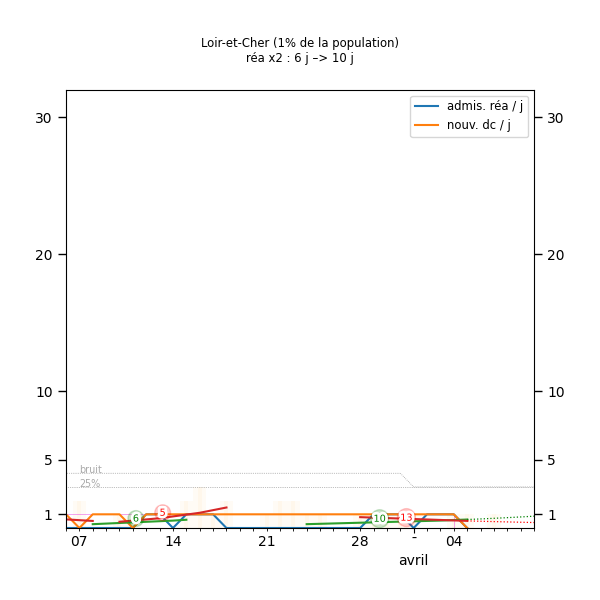 Loir-et-Cher (1% de la population)
réa x2 : 6 j –> 10 j
admis. réa / j
nouv. dc / j
30 30
20 20
10 10
5 5
bruit
25%
1 1
6 5 10 -13
07 14 21 28 - 04
avril